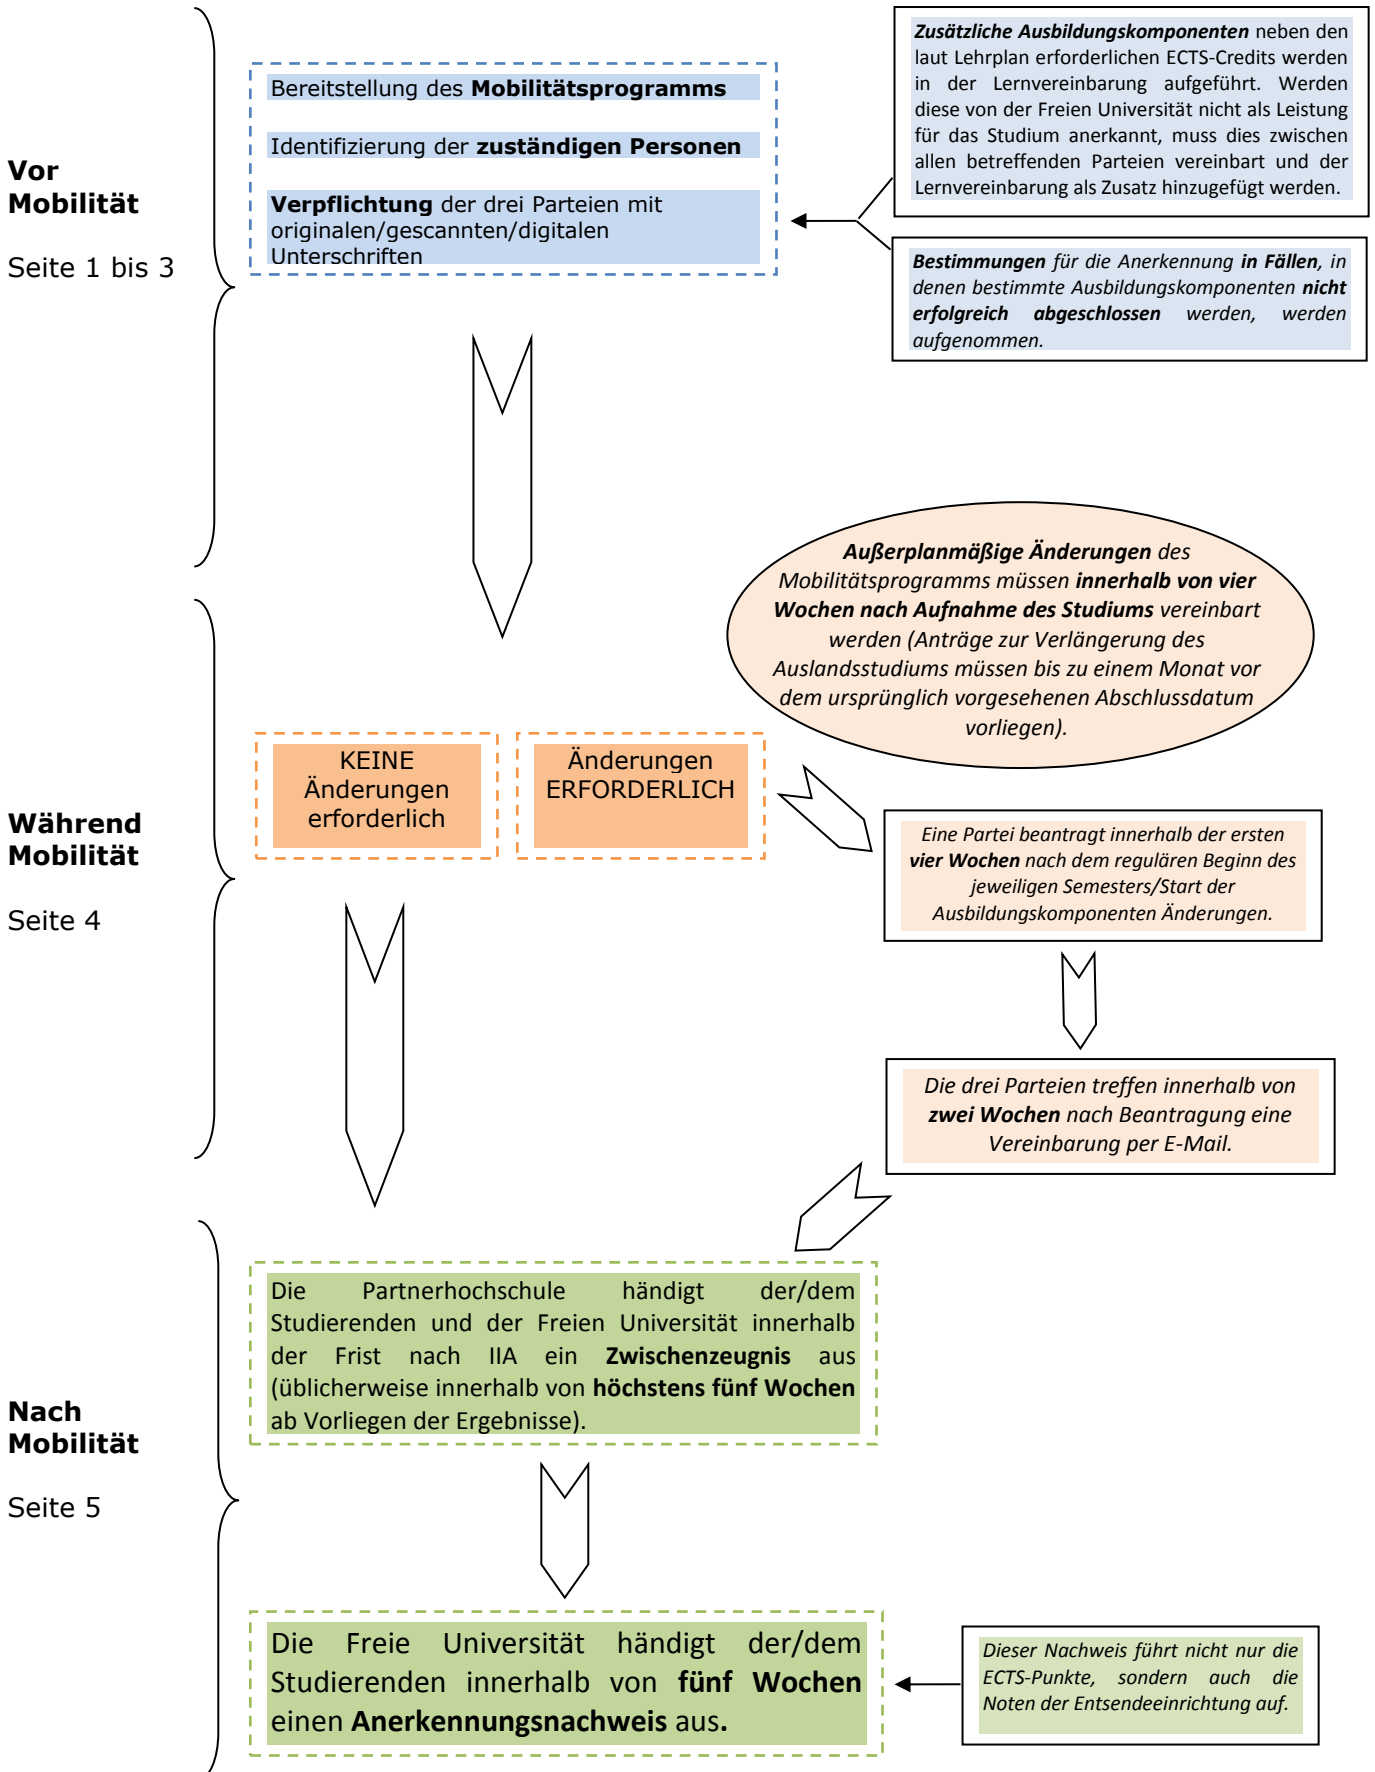 Vor
Mobilität
Seite 1 bis 3
Bereitstellung des Mobilitätsprogramms
Identifizierung der zuständigen Personen
Verpflichtung der drei Parteien mit
originalen/gescannten/digitalen
Unterschriften
Zusätzliche Ausbildungskomponenten neben den
laut Lehrplan erforderlichen ECTS-Credits werden
in der Lernvereinbarung aufgeführt. Werden
diese von der Freien Universität nicht als Leistung
für das Studium anerkannt, muss dies zwischen
allen betreffenden Parteien vereinbart und der
Lernvereinbarung als Zusatz hinzugefügt werden.
Bestimmungen für die Anerkennung in Fällen, in
denen bestimmte Ausbildungskomponenten nicht
erfolgreich abgeschlossen werden, werden
aufgenommen.
Außerplanmäßige Änderungen des
Mobilitätsprogramms müssen innerhalb von vier
Wochen nach Aufnahme des Studiums vereinbart
werden (Anträge zur Verlängerung des
Auslandsstudiums müssen bis zu einem Monat vor
dem ursprünglich vorgesehenen Abschlussdatum
vorliegen).
Während
Mobilität
Seite 4
KEINE
Änderungen
erforderlich
Änderungen
ERFORDERLICH
Eine Partei beantragt innerhalb der ersten
vier Wochen nach dem regulären Beginn des
jeweiligen Semesters/Start der
Ausbildungskomponenten Änderungen.
Die drei Parteien treffen innerhalb von
zwei Wochen nach Beantragung eine
Vereinbarung per E-Mail.
Nach
Mobilität
Seite 5
Die Partnerhochschule händigt der/dem
Studierenden und der Freien Universität innerhalb
der Frist nach IIA ein Zwischenzeugnis aus
(üblicherweise innerhalb von höchstens fünf Wochen
ab Vorliegen der Ergebnisse).
Die Freie Universität händigt der/dem
Studierenden innerhalb von fünf Wochen
einen Anerkennungsnachweis aus.
Dieser Nachweis führt nicht nur die
ECTS-Punkte, sondern auch die
Noten der Entsendeeinrichtung auf.